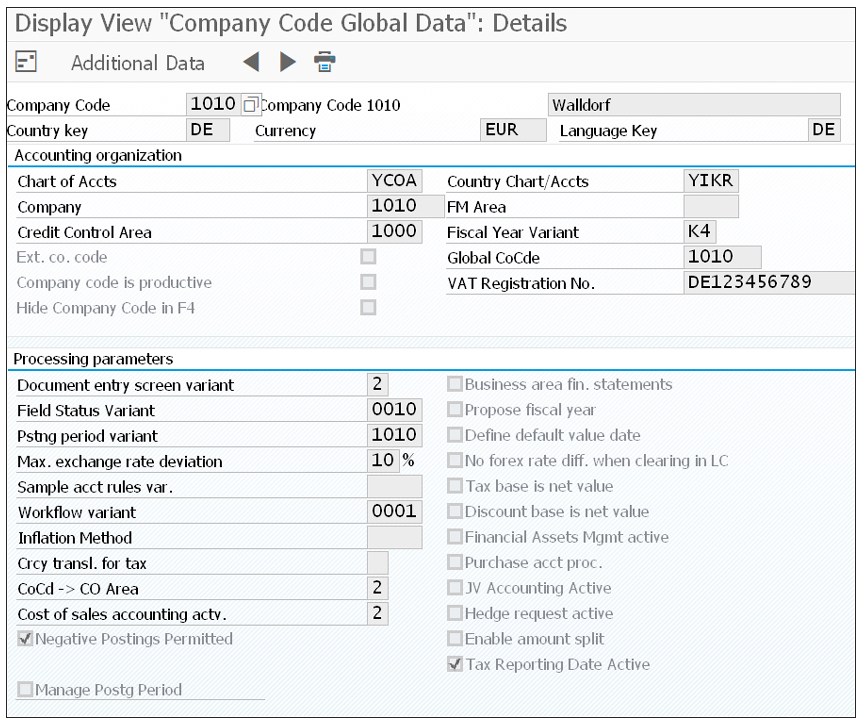 Display View "Company Code Global Data": Details
Additional Data
Company Code 1010 Company Code 1010 Walldorf
Country key DE Currency EUR Language Key DE
Accounting organization
Chart of Accts YCOA Country Chart/Accts YIKR
Company 1010 FM Area
Credit Control Area 1000 Fiscal Year Variant K4
Ext. co. code Global CoCde 1010
Company code is productive VAT Registration No. DE123456789
Hide Company Code in F4
Processing parameters
Document entry screen variant 2 Business area fin. statements
Field Status Variant 0010 Propose fiscal year
Pstng period variant 1010 Define default value date
Max. exchange rate deviation 10 % No forex rate diff. when clearing in LC
Sample acct rules var. Tax base is net value
Workflow variant 0001 Discount base is net value
Inflation Method Financial Assets Mgmt active
Crcy transl. for tax Purchase acct proc.
CoCd -> CO Area 2 JV Accounting Active
Cost of sales accounting actv. 2 Hedge request active
Negative Postings Permitted Enable amount split
Tax Reporting Date Active
Manage Postg Period